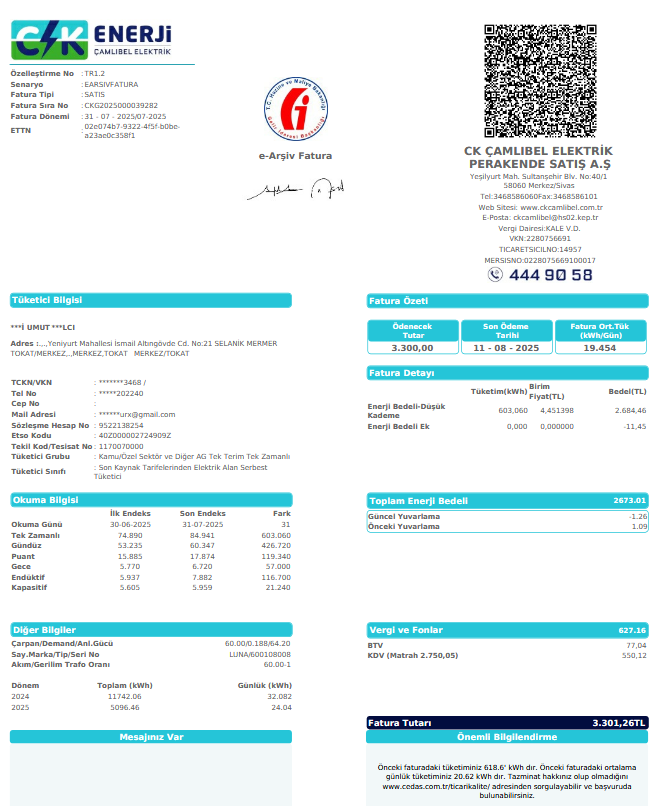 CK ENERJİ
ÇAMLIBEL ELEKTRİK
Özelleştirme No : TR1.2
Senaryo : EARSIVFATURA
Fatura Tipi : SATIS
Fatura Sıra No : CKG2025000039282
Fatura Dönemi : 31 - 07 - 2025/07-2025
ETTN : 02e074b7-9322-4f5f-b0be-
a23ae0c358f1
T.C. Hazine ve Maliye Bakanlığı
Gelir İdaresi Başkanlığı
e-Arşiv Fatura
CK ÇAMLIBEL ELEKTRİK
PERAKENDE SATIŞ A.Ş
Yeşilyurt Mah. Sultanşehir Blv. No:40/1
58060 Merkez/Sivas
Tel:3468586060Fax:3468586101
Web Sitesi: www.ckcamlibel.com.tr
E-Posta: ckcamlibel@hs02.kep.tr
Vergi Dairesi:KALE V.D.
VKN:2280756691
TICARETSICILNO:14957
MERSISNO:0228075669100017
444 90 58
Tüketici Bilgisi
***İ UMUT ***LCI
Adres :.,.,Yeniyurt Mahallesi İsmail Altıngövde Cd. No:21 SELANİK MERMER
TOKAT/MERKEZ,.,MERKEZ,TOKAT MERKEZ/TOKAT
TCKN/VKN : *******3468 /
Tel No : *****202240
Cep No :
Mail Adresi : ******urx@gmail.com
Sözleşme Hesap No : 9522138254
Etso Kodu : 40Z000002724909Z
Tekil Kod/Tesisat No : 1170070000
Tüketici Grubu : Kamu/Özel Sektör ve Diğer AG Tek Terim Tek Zamanlı
Tüketici Sınıfı : Son Kaynak Tarifelerinden Elektrik Alan Serbest
Tüketici
Fatura Özeti
Ödenecek Tutar Son Ödeme Tarihi Fatura Ort.Tük (kWh/Gün)
3.300,00 11 - 08 - 2025 19.454
Fatura Detayı
Tüketim(kWh) Birim Fiyat(TL) Bedel(TL)
Enerji Bedeli-Düşük Kademe 603,060 4,451398 2.684,46
Enerji Bedeli Ek 0,000 0,000000 -11,45
Okuma Bilgisi
İlk Endeks Son Endeks Fark
Okuma Günü 30-06-2025 31-07-2025 31
Tek Zamanlı 74.890 84.941 603.060
Gündüz 53.235 60.347 426.720
Puant 15.885 17.874 119.340
Gece 5.770 6.720 57.000
Endüktif 5.937 7.882 116.700
Kapasitif 5.605 5.959 21.240
Toplam Enerji Bedeli 2673.01
Güncel Yuvarlama -1.26
Önceki Yuvarlama 1.09
Diğer Bilgiler
Çarpan/Demand/Anl.Gücü 60.00/0.188/64.20
Say.Marka/Tip/Seri No LUNA/600108008
Akım/Gerilim Trafo Oranı 60.00-1
Dönem Toplam (kWh) Günlük (kWh)
2024 11742.06 32.082
2025 5096.46 24.04
Vergi ve Fonlar 627.16
BTV 77,04
KDV (Matrah 2.750,05) 550,12
Fatura Tutarı 3.301,26TL
Mesajınız Var
Önemli Bilgilendirme
Önceki faturadaki tüketiminiz 618.6' kWh dır. Önceki faturadaki ortalama
günlük tüketiminiz 20.62 kWh dır. Tazminat hakkınız olup olmadığını
www.cedas.com.tr/ticarikalite/ adresinden sorgulayabilir ve başvuruda
bulunabilirsiniz.